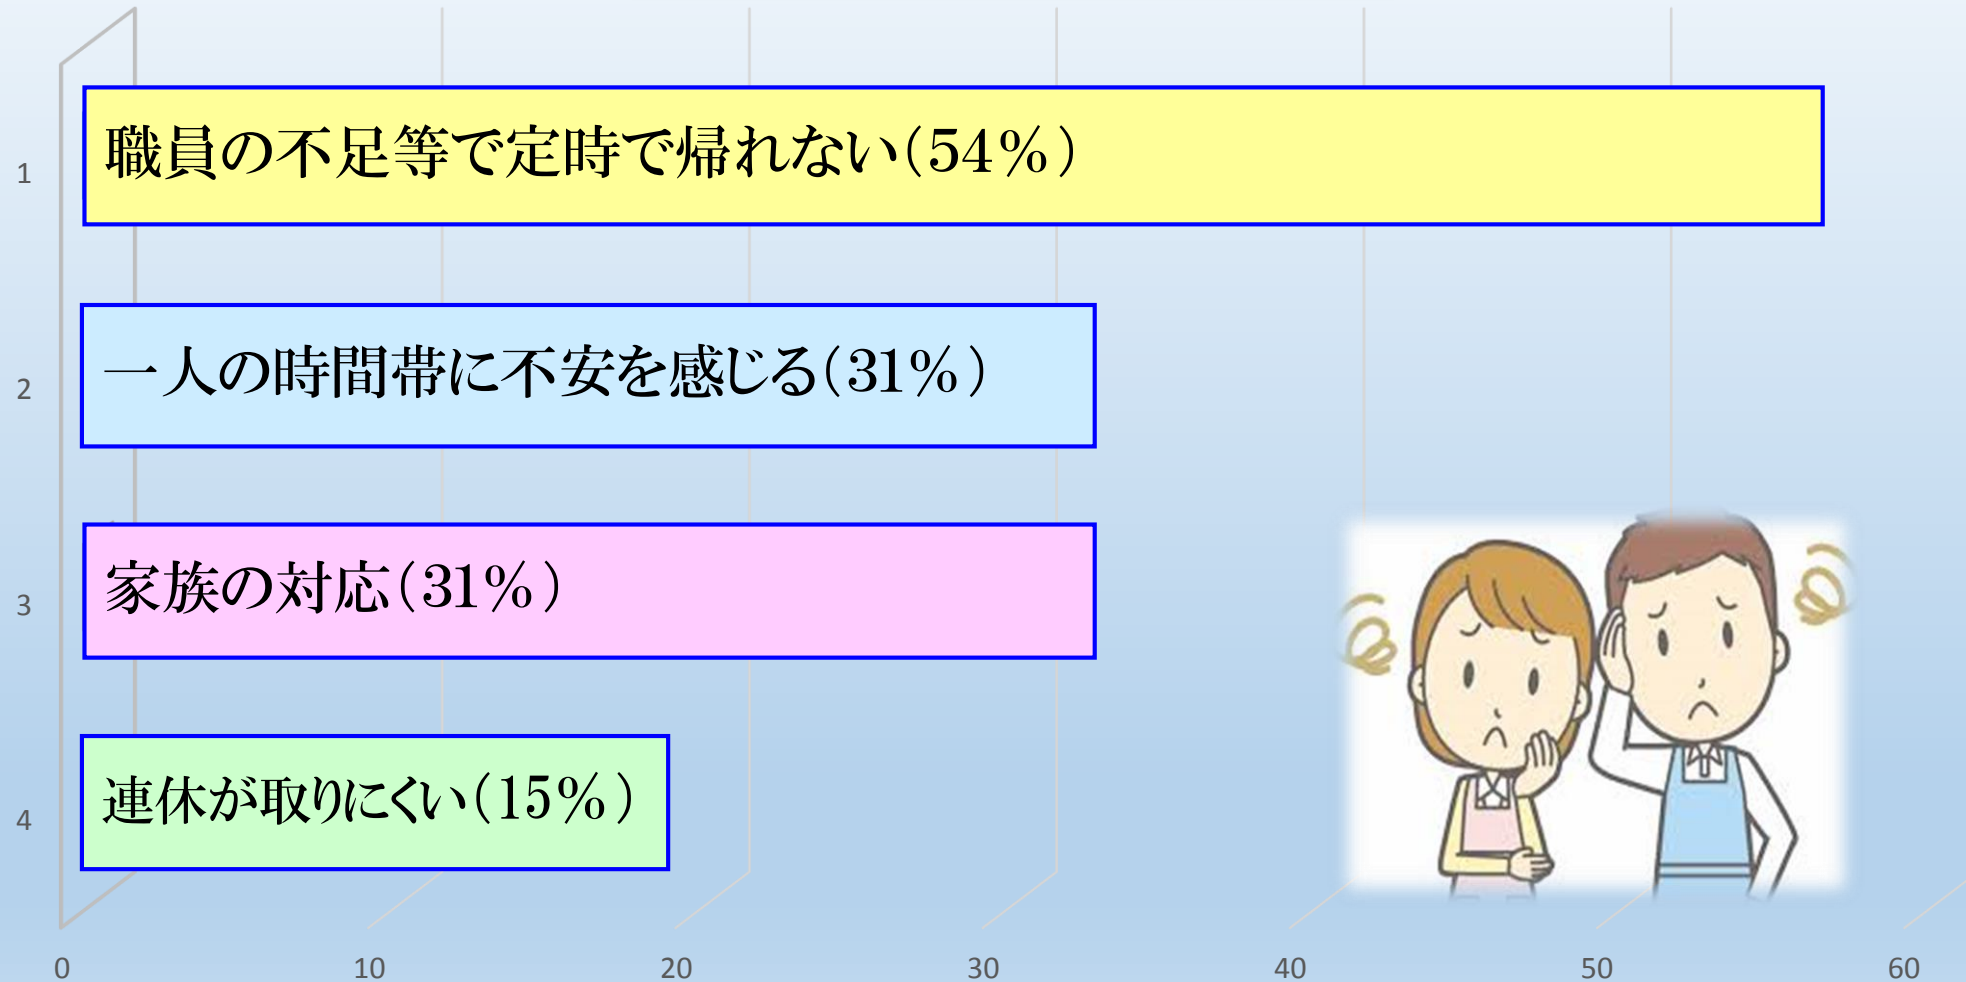 1
職員の不足等で定時で帰れない(54%)
2
一人の時間帯に不安を感じる(31%)
3
家族の対応(31%)
4
連休が取りにくい(15%)
0 10 20 30 40 50 60